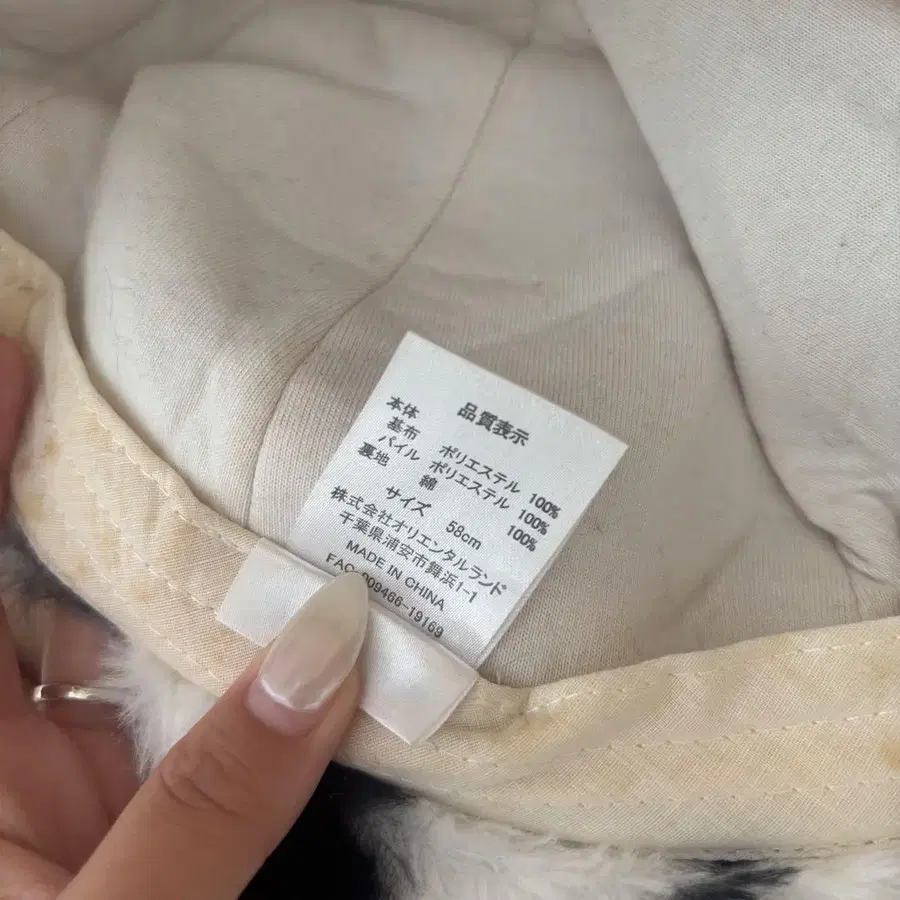 品質表示
本体
基布 ポリエステル 100%
パイル ポリエステル 100%
裏地 綿 100%
サイズ 58cm
株式会社オリエンタルランド
千葉県浦安市舞浜1-1
MADE IN CHINA
FAC-009466-19169